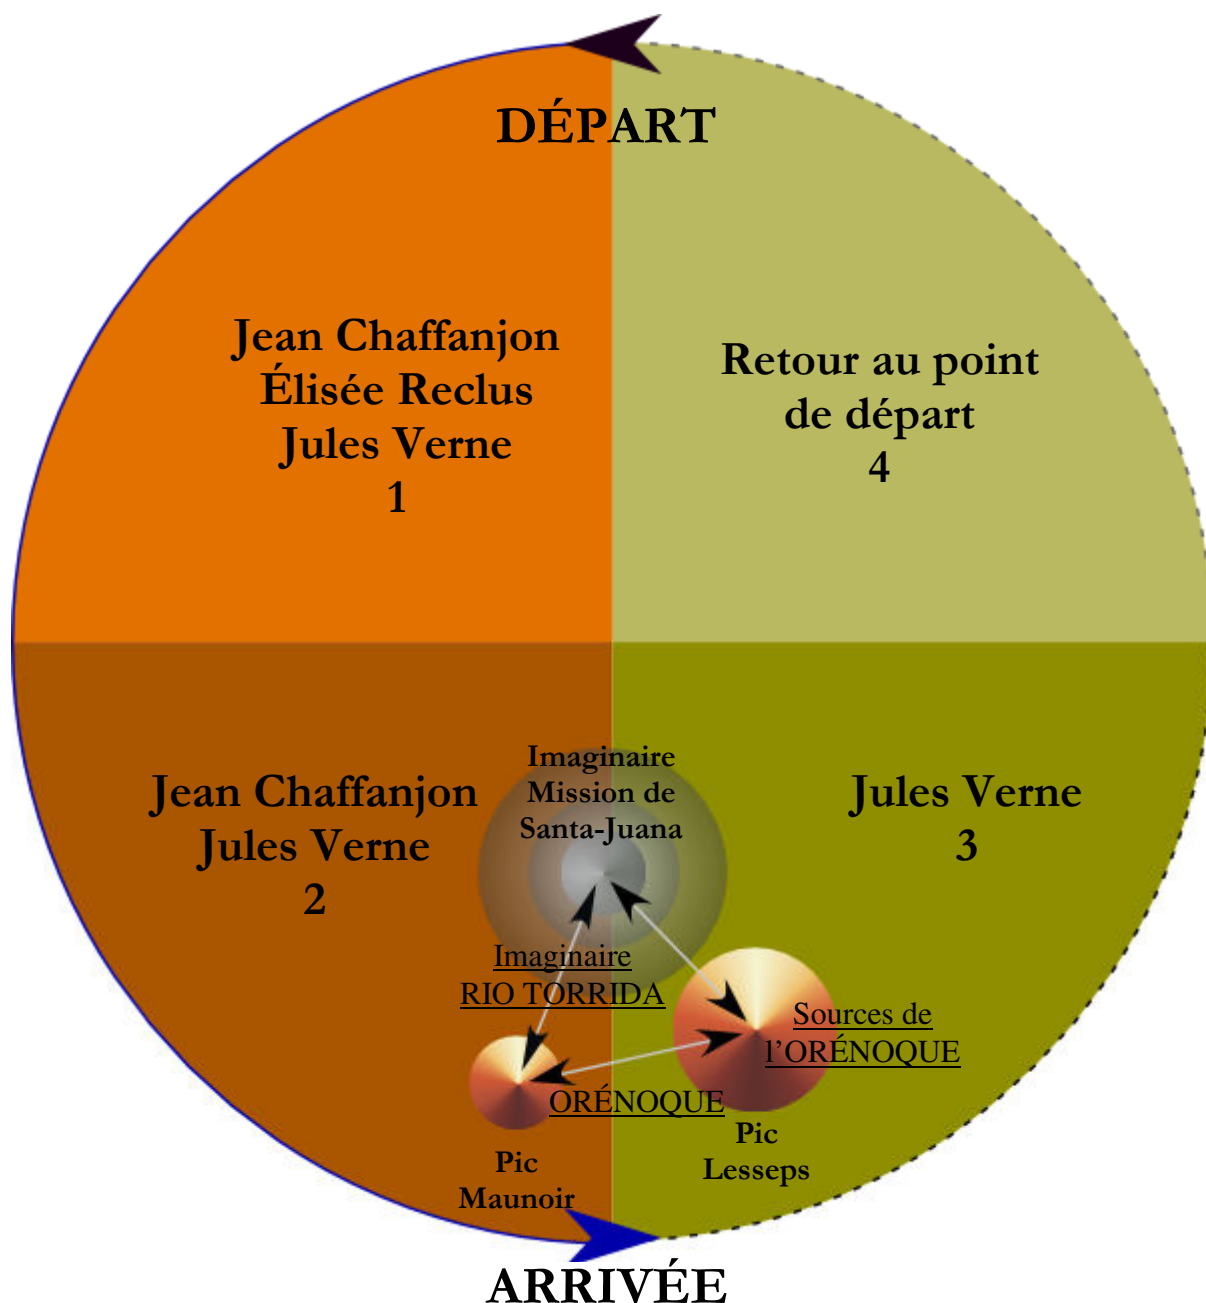 DÉPART
Jean Chaffanjon
Élisée Reclus
Jules Verne
1
Retour au point
de départ
4
Jean Chaffanjon
Jules Verne
2
Imaginaire
Mission de
Santa-Juana
Jules Verne
3
Imaginaire
RIO TORRIDA
Sources de
l'ORÉNOQUE
ORÉNOQUE
Pic
Lesseps
Pic
Maunoir
ARRIVÉE